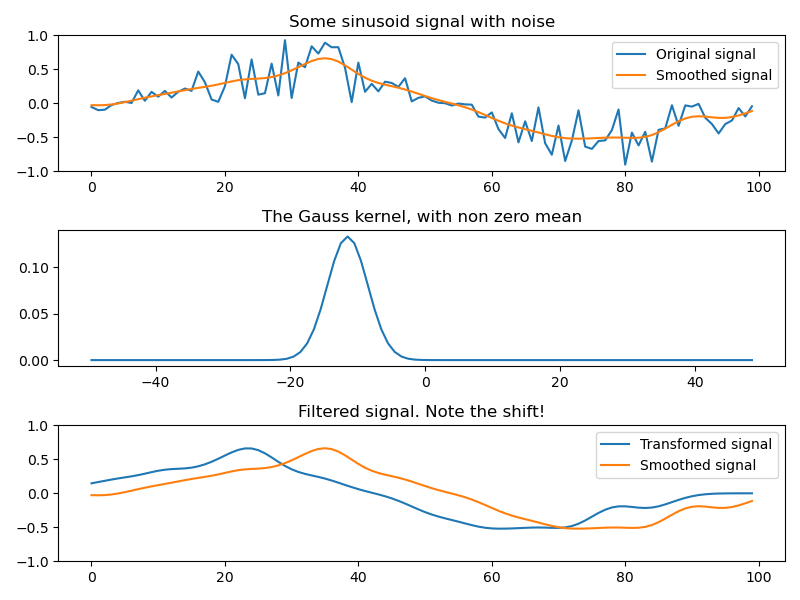 Some sinusoid signal with noise
1.0
0.5
0.0
−0.5
−1.0
Original signal
Smoothed signal
0 20 40 60 80 100
The Gauss kernel, with non zero mean
0.10
0.05
0.00
−40 −20 0 20 40
Filtered signal. Note the shift!
1.0
0.5
0.0
−0.5
−1.0
Transformed signal
Smoothed signal
0 20 40 60 80 100